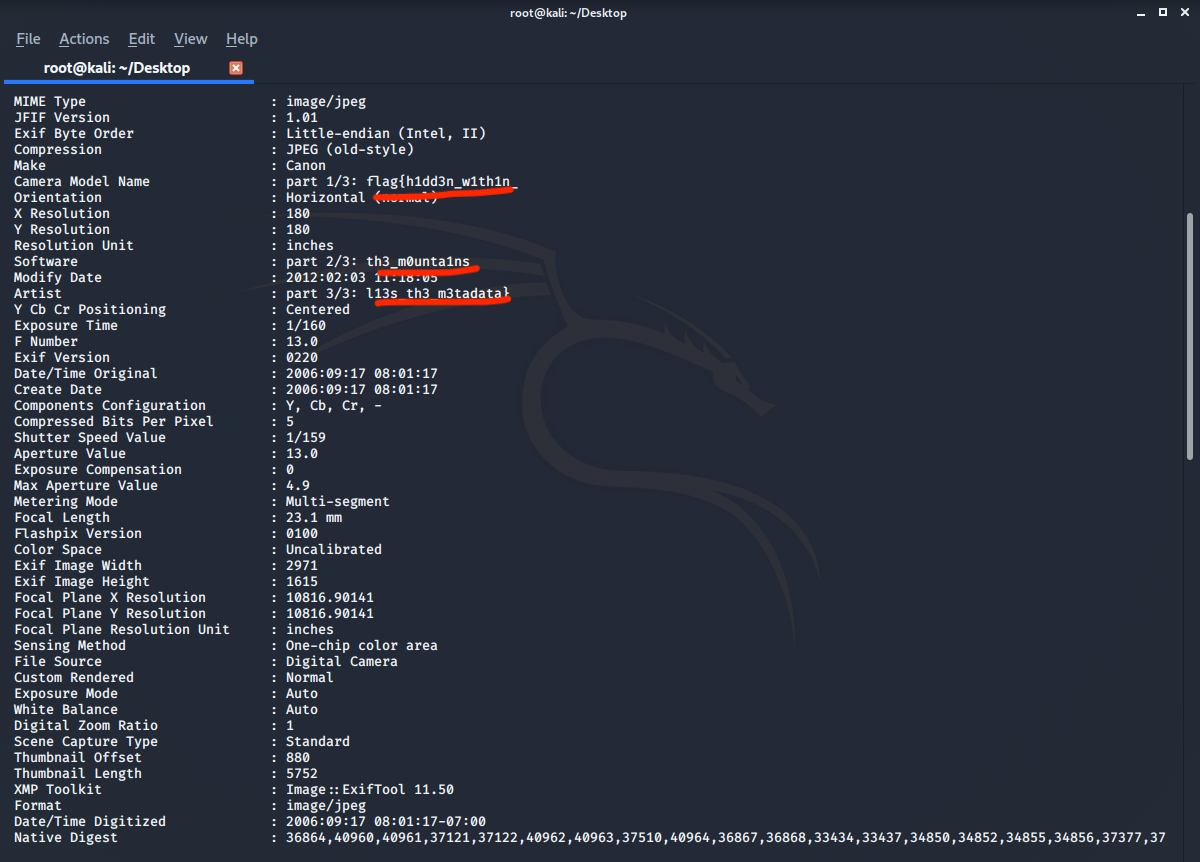 root@kali: ~/Desktop
File Actions Edit View Help
root@kali: ~/Desktop
MIME Type : image/jpeg
JFIF Version : 1.01
Exif Byte Order : Little-endian (Intel, II)
Compression : JPEG (old-style)
Make : Canon
Camera Model Name : part 1/3: flag{h1dd3n_w1th1n_
Orientation : Horizontal (normal)
X Resolution : 180
Y Resolution : 180
Resolution Unit : inches
Software : part 2/3: th3_m0unta1ns
Modify Date : 2012:02:03 11:18:05
Artist : part 3/3: l13s_th3_m3tadata}
Y Cb Cr Positioning : Centered
Exposure Time : 1/160
F Number : 13.0
Exif Version : 0220
Date/Time Original : 2006:09:17 08:01:17
Create Date : 2006:09:17 08:01:17
Components Configuration : Y, Cb, Cr, -
Compressed Bits Per Pixel : 5
Shutter Speed Value : 1/159
Aperture Value : 13.0
Exposure Compensation : 0
Max Aperture Value : 4.9
Metering Mode : Multi-segment
Focal Length : 23.1 mm
Flashpix Version : 0100
Color Space : Uncalibrated
Exif Image Width : 2971
Exif Image Height : 1615
Focal Plane X Resolution : 10816.90141
Focal Plane Y Resolution : 10816.90141
Focal Plane Resolution Unit : inches
Sensing Method : One-chip color area
File Source : Digital Camera
Custom Rendered : Normal
Exposure Mode : Auto
White Balance : Auto
Digital Zoom Ratio : 1
Scene Capture Type : Standard
Thumbnail Offset : 880
Thumbnail Length : 5752
XMP Toolkit : Image::ExifTool 11.50
Format : image/jpeg
Date/Time Digitized : 2006:09:17 08:01:17-07:00
Native Digest : 36864,40960,40961,37121,37122,40962,40963,37510,40964,36867,36868,33434,33437,34850,34852,34855,34856,37377,37